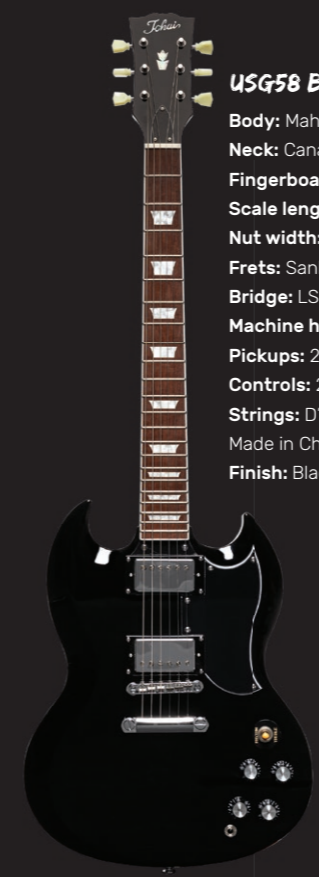 Tokai
USG58 B
Body: Mah
Neck: Cana
Fingerboa
Scale leng
Nut width:
Frets: San
Bridge: LS
Machine h
Pickups: 2
Controls: 2
Strings: D'
Made in Ch
Finish: Bla